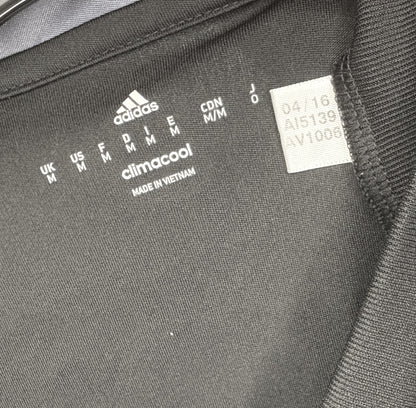 adidas
UK US F D I E CDN J
M M M M M M M/M O
climacool
MADE IN VIETNAM
04/16
AI5139
AV1008